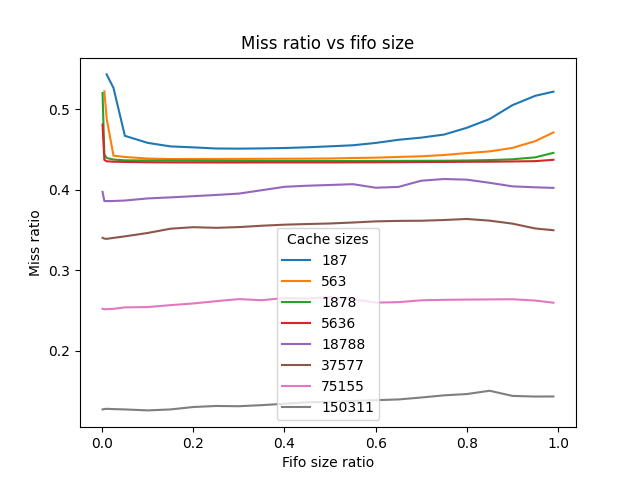 Miss ratio vs fifo size
Miss ratio
0.5
0.4
0.3
0.2
Cache sizes
187
563
1878
5636
18788
37577
75155
150311
0.0 0.2 0.4 0.6 0.8 1.0
Fifo size ratio